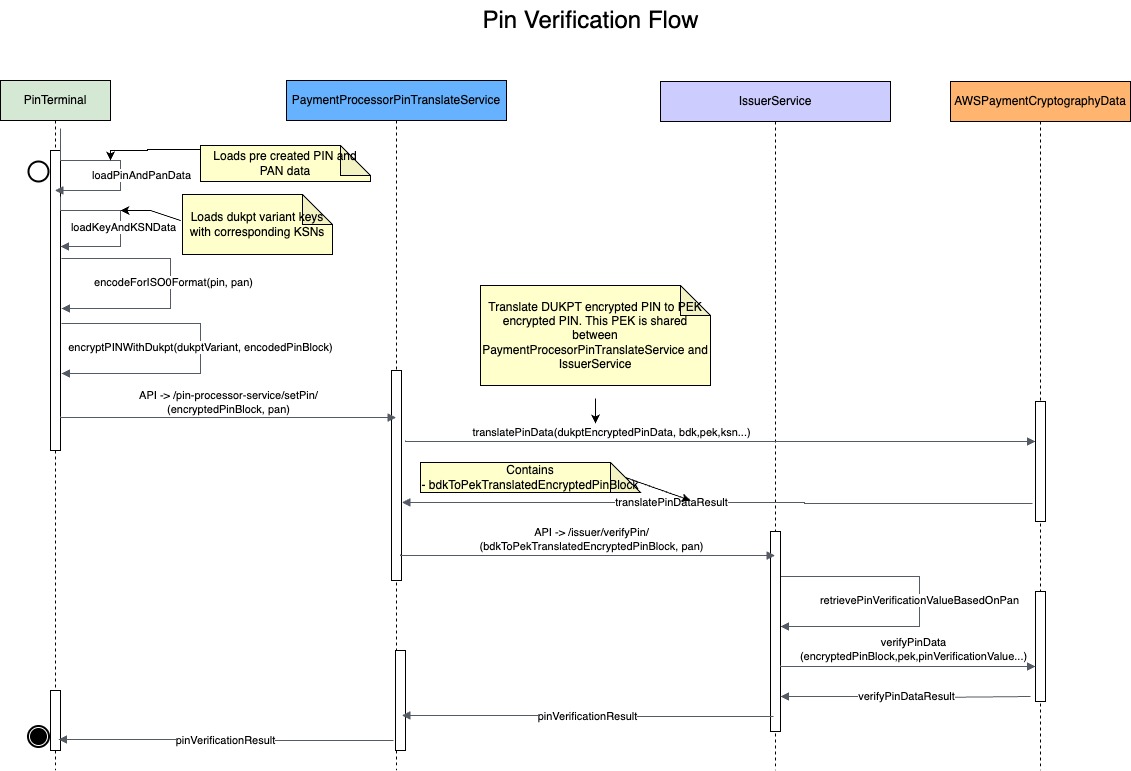 Pin Verification Flow
PinTerminal
PaymentProcessorPinTranslateService
IssuerService
AWSPaymentCryptographyData
Loads pre created PIN and
PAN data
loadPinAndPanData
Loads dukpt variant keys
with corresponding KSNs
loadKeyAndKSNData
encodeForISO0Format(pin, pan)
Translate DUKPT encrypted PIN to PEK
encrypted PIN. This PEK is shared
between
PaymentProcesorPinTranslateService and
IssuerService
encryptPINWithDukpt(dukptVariant, encodedPinBlock)
API -> /pin-processor-service/setPin/
(encryptedPinBlock, pan)
translatePinData(dukptEncryptedPinData, bdk,pek,ksn...)
Contains
- bdkToPekTranslatedEncryptedPinBlock
translatePinDataResult
API -> /issuer/verifyPin/
(bdkToPekTranslatedEncryptedPinBlock, pan)
retrievePinVerificationValueBasedOnPan
verifyPinData
(encryptedPinBlock,pek,pinVerificationValue...)
verifyPinDataResult
pinVerificationResult
pinVerificationResult